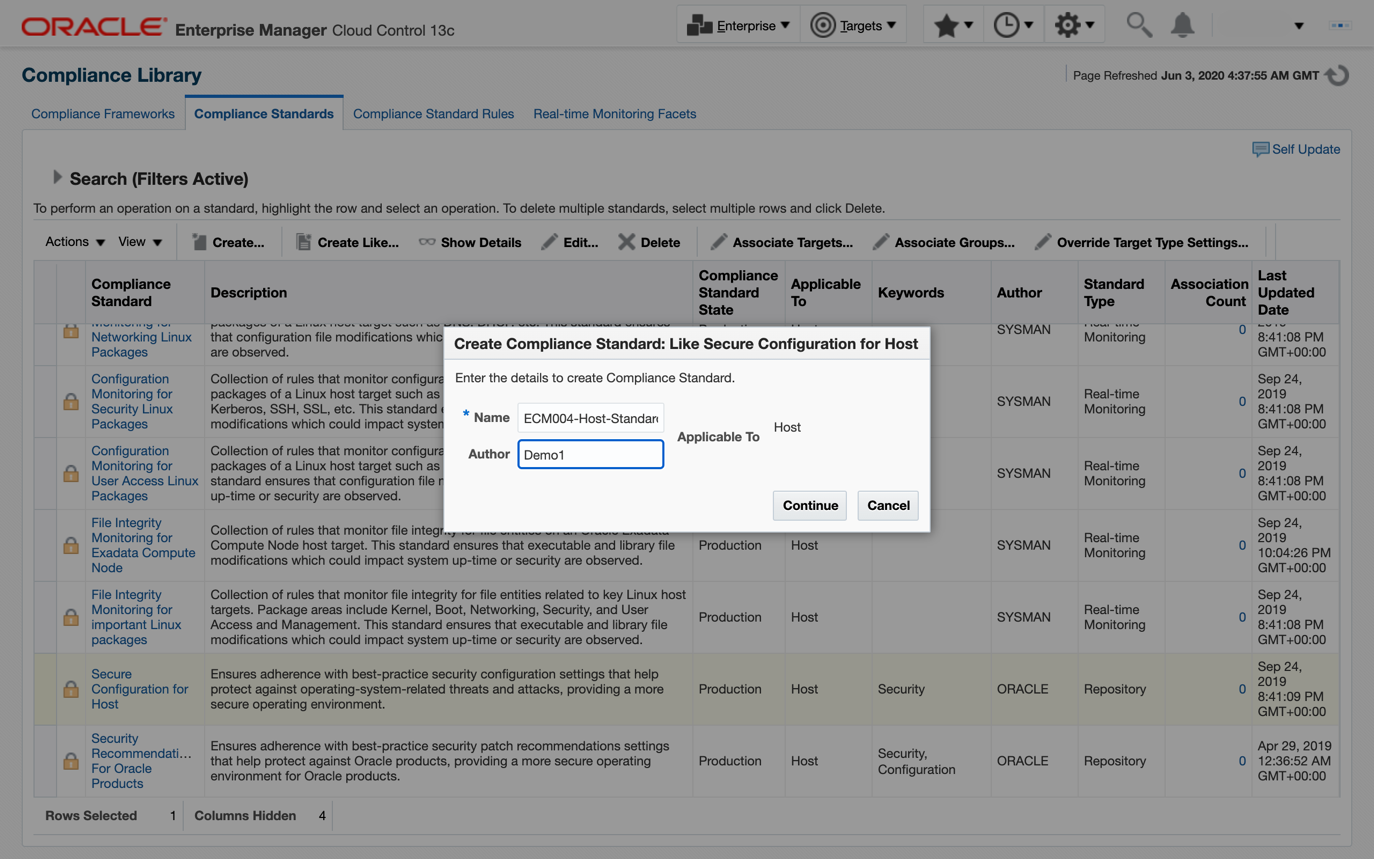 ORACLE Enterprise Manager Cloud Control 13c
Enterprise
Targets
Compliance Library
Page Refreshed Jun 3, 2020 4:37:55 AM GMT
Compliance Frameworks
Compliance Standards
Compliance Standard Rules
Real-time Monitoring Facets
Self Update
Search (Filters Active)
To perform an operation on a standard, highlight the row and select an operation. To delete multiple standards, select multiple rows and click Delete.
Actions
View
Create...
Create Like...
Show Details
Edit...
Delete
Associate Targets...
Associate Groups...
Override Target Type Settings...
Compliance
Standard
Description
Compliance
Standard
State
Applicable
To
Keywords
Author
Standard
Type
Association
Count
Last
Updated
Date
Monitoring for
Networking Linux
Packages
packages of a Linux host target such as DNS, DHCP, etc. This standard ensures
that configuration file modifications whic
are observed.
SYSMAN
Real-time
Monitoring
0
2019
8:41:08 PM
GMT+00:00
Configuration
Monitoring for
Security Linux
Packages
Collection of rules that monitor configura
packages of a Linux host target such as
Kerberos, SSH, SSL, etc. This standard e
modifications which could impact system
SYSMAN
Real-time
Monitoring
0
Sep 24,
2019
8:41:08 PM
GMT+00:00
Configuration
Monitoring for
User Access Linux
Packages
Collection of rules that monitor configura
packages of a Linux host target such as
standard ensures that configuration file m
up-time or security are observed.
SYSMAN
Real-time
Monitoring
0
Sep 24,
2019
8:41:08 PM
GMT+00:00
Create Compliance Standard: Like Secure Configuration for Host
Enter the details to create Compliance Standard.
* Name
ECM004-Host-Standar
Author
Demo1
Applicable To
Host
Continue
Cancel
File Integrity
Monitoring for
Exadata Compute
Node
Collection of rules that monitor file integrity for file entities on an Oracle Exadata
Compute Node host target. This standard ensures that executable and library file
modifications which could impact system up-time or security are observed.
Production
Host
SYSMAN
Real-time
Monitoring
0
Sep 24,
2019
10:04:26 PM
GMT+00:00
File Integrity
Monitoring for
important Linux
packages
Collection of rules that monitor file integrity for file entities related to key Linux host
targets. Package areas include Kernel, Boot, Networking, Security, and User
Access and Management. This standard ensures that executable and library file
modifications which could impact system up-time or security are observed.
Production
Host
SYSMAN
Real-time
Monitoring
0
Sep 24,
2019
8:41:08 PM
GMT+00:00
Secure
Configuration for
Host
Ensures adherence with best-practice security configuration settings that help
protect against operating-system-related threats and attacks, providing a more
secure operating environment.
Production
Host
Security
ORACLE
Repository
0
Sep 24,
2019
8:41:09 PM
GMT+00:00
Security
Recommendati...
For Oracle
Products
Ensures adherence with best-practice security patch recommendations settings
that help protect against Oracle products, providing a more secure operating
environment for Oracle products.
Production
Host
Security,
Configuration
ORACLE
Repository
0
Apr 29, 2019
12:36:52 AM
GMT+00:00
Rows Selected 1
Columns Hidden 4